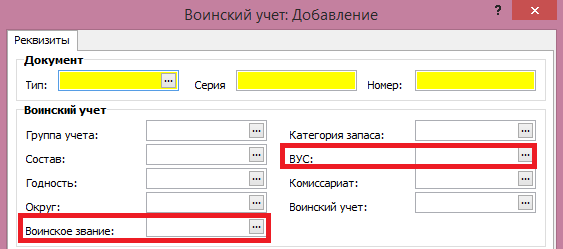 Воинский учет: Добавление
?
Реквизиты
Документ
Тип: ... Серия Номер:
Воинский учет
Группа учета: ... Категория запаса: ...
Состав: ... ВУС: ...
Годность: ... Комиссариат: ...
Округ: ... Воинский учет: ...
Воинское звание: ...